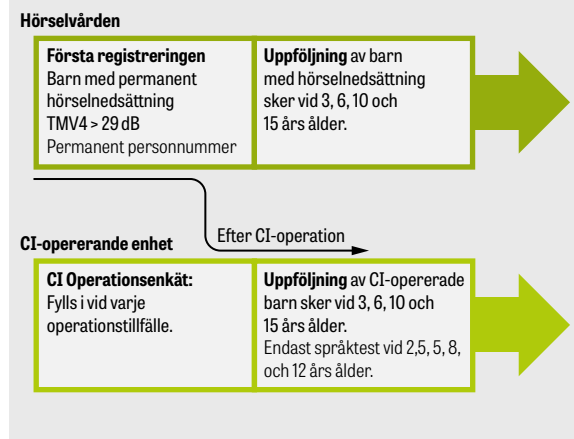 Hörselvården
Första registreringen
Barn med permanent
hörselnedsättning
TMV4 > 29 dB
Permanent personnummer
Uppföljning av barn
med hörselnedsättning
sker vid 3, 6, 10 och
15 års ålder.
Efter CI-operation
CI-opererande enhet
CI Operationsenkät:
Fylls i vid varje
operationstillfälle.
Uppföljning av CI-opererade
barn sker vid 3, 6, 10 och
15 års ålder.
Endast språktest vid 2,5, 5, 8,
och 12 års ålder.